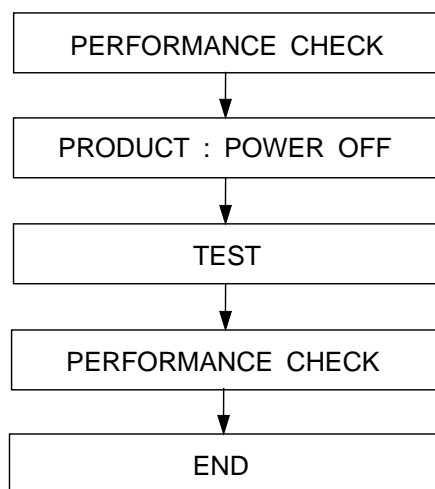 PERFORMANCE CHECK
PRODUCT : POWER OFF
TEST
PERFORMANCE CHECK
END